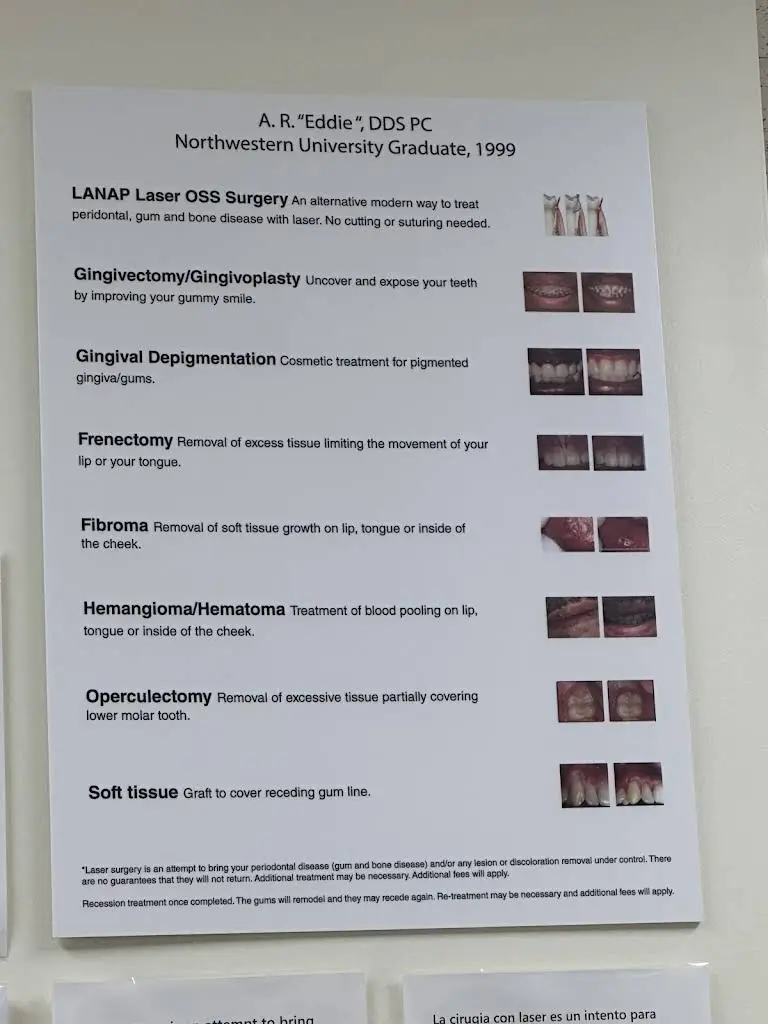 A. R. “Eddie “, DDS PC
Northwestern University Graduate, 1999
LANAP Laser OSS Surgery An alternative modern way to treat
peridontal, gum and bone disease with laser. No cutting or suturing needed.
Gingivectomy/Gingivoplasty Uncover and expose your teeth
by improving your gummy smile.
Gingival Depigmentation Cosmetic treatment for pigmented
gingiva/gums.
Frenectomy Removal of excess tissue limiting the movement of your
lip or your tongue.
Fibroma Removal of soft tissue growth on lip, tongue or inside of
the cheek.
Hemangioma/Hematoma Treatment of blood pooling on lip,
tongue or inside of the cheek.
Operculectomy Removal of excessive tissue partially covering
lower molar tooth.
Soft tissue Graft to cover receding gum line.
*Laser surgery is an attempt to bring your periodontal disease (gum and bone disease) and/or any lesion or discoloration removal under control. There
are no guarantees that they will not return. Additional treatment may be necessary. Additional fees will apply.
Recession treatment once completed. The gums will remodel and they may recede again. Re-treatment may be necessary and additional fees will apply.
attempt to bring
La cirugia con laser es un intento para